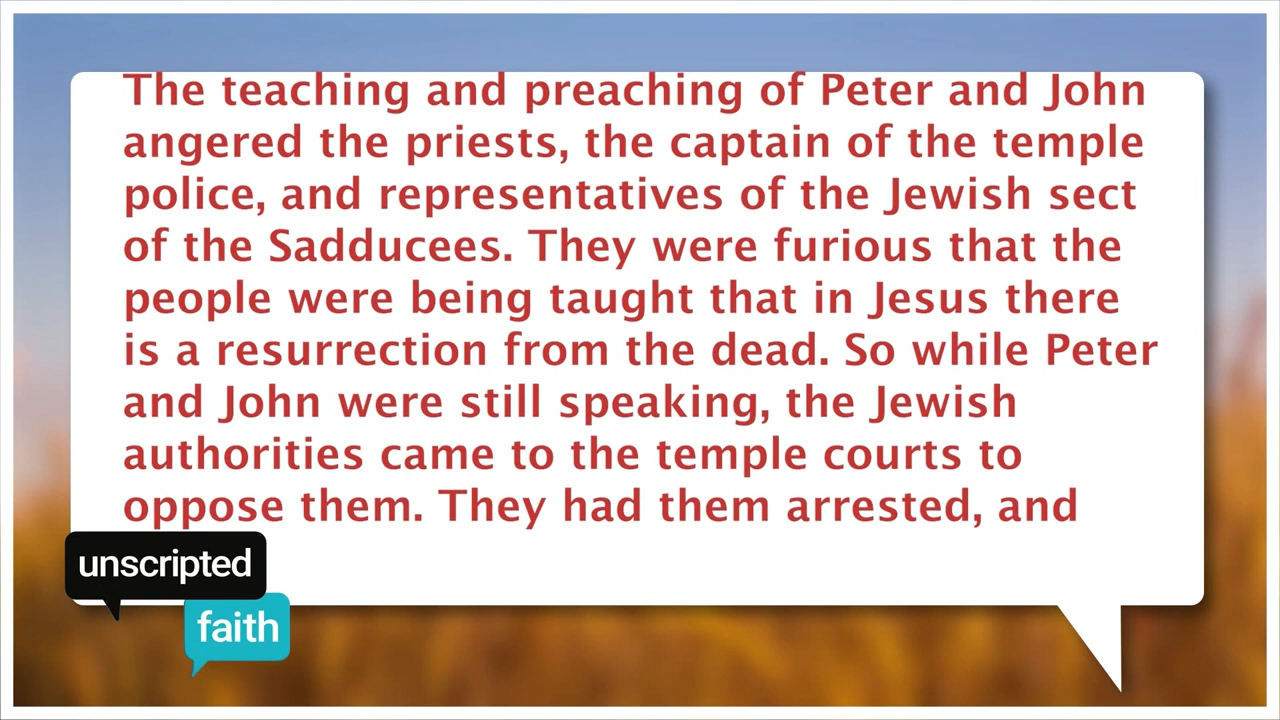 The teaching and preaching of Peter and John
angered the priests, the captain of the temple
police, and representatives of the Jewish sect
of the Sadducees. They were furious that the
people were being taught that in Jesus there
is a resurrection from the dead. So while Peter
and John were still speaking, the Jewish
authorities came to the temple courts to
oppose them. They had them arrested, and
unscripted
faith